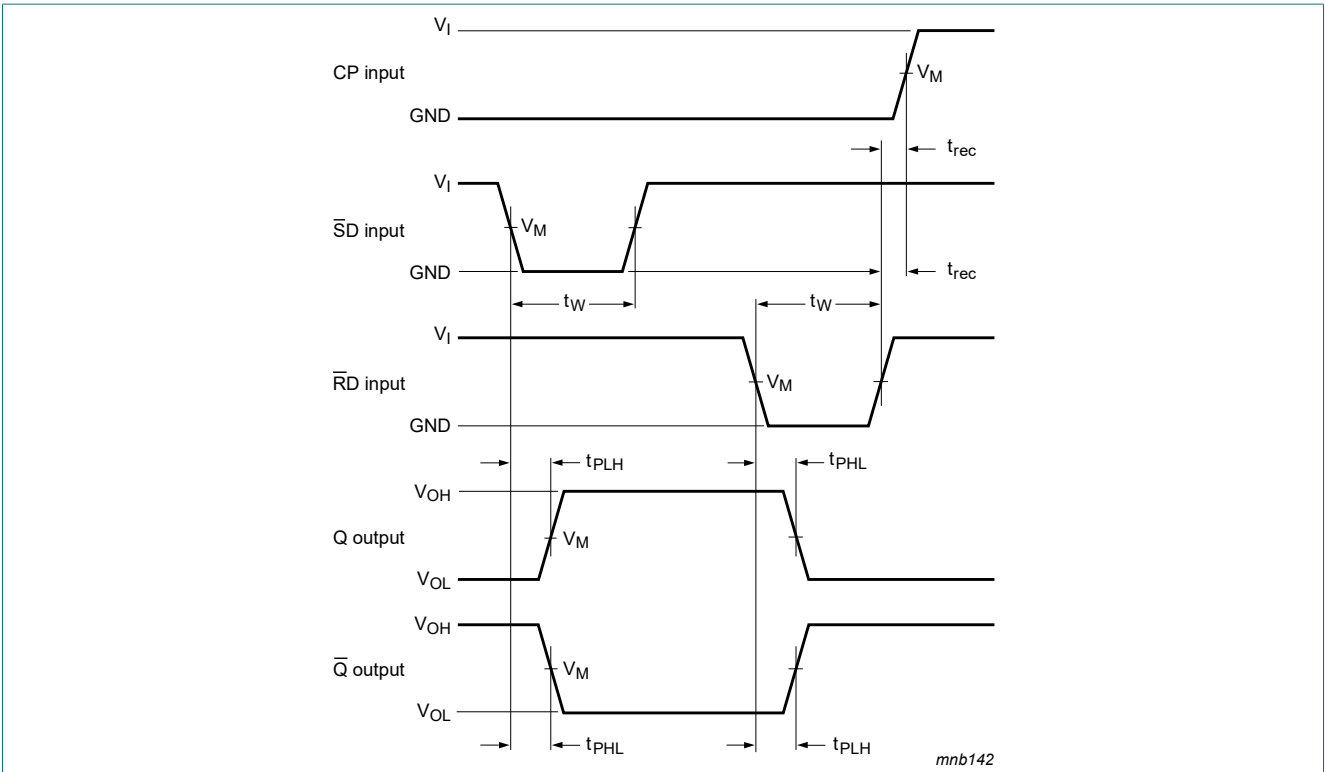 V_I
CP input
V_M
GND
t_rec
V_I
S̅D input
V_M
GND
t_rec
t_W
t_W
V_I
R̅D input
V_M
GND
t_PLH
t_PHL
V_OH
Q output
V_M
V_OL
V_OH
Q̅ output
V_M
V_OL
t_PHL
t_PLH
mnb142